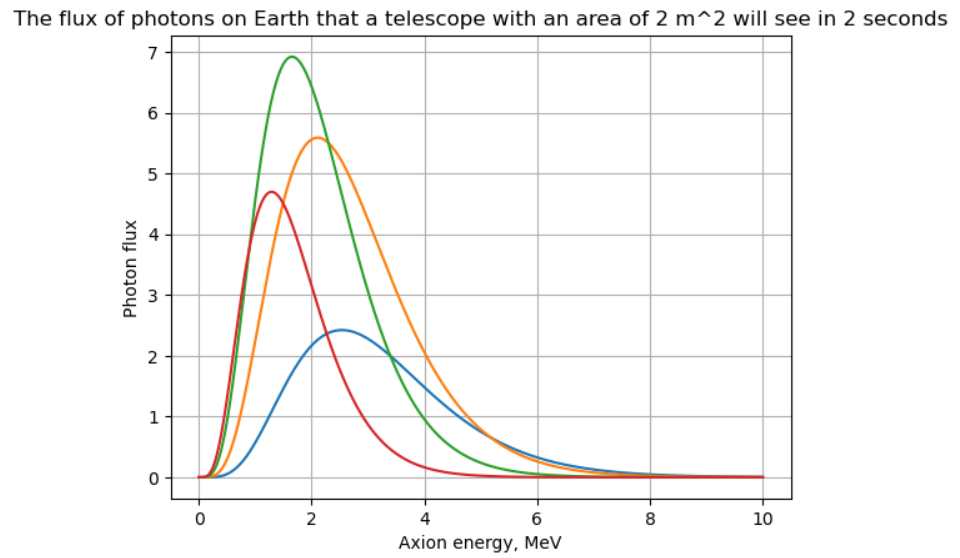 The flux of photons on Earth that a telescope with an area of 2 m^2 will see in 2 seconds
7
6
5
4
3
2
1
0
Photon flux
0 2 4 6 8 10
Axion energy, MeV